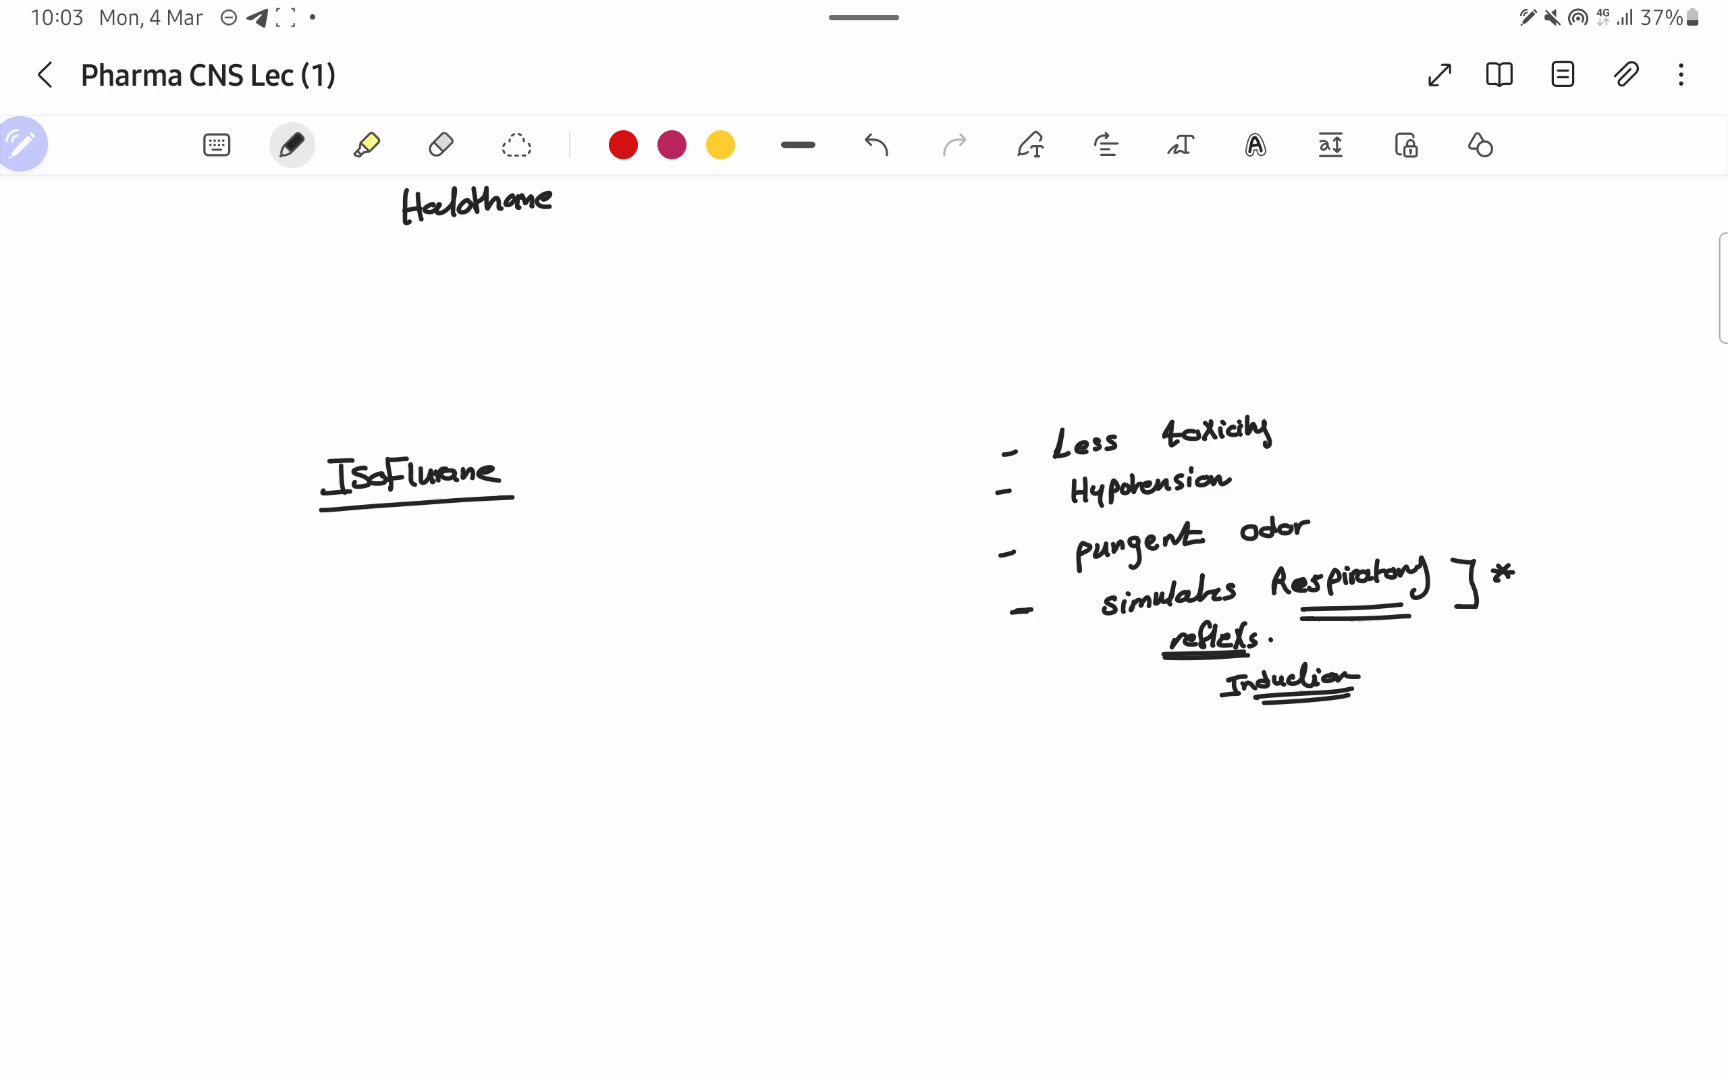 10:03 Mon, 4 Mar
4G 37%
Pharma CNS Lec (1)
Halothane
- Less toxicity
IsoFlurane
- Hypotension
- pungent odor
- simulates Respiratory ] *
reflexs.
Induction